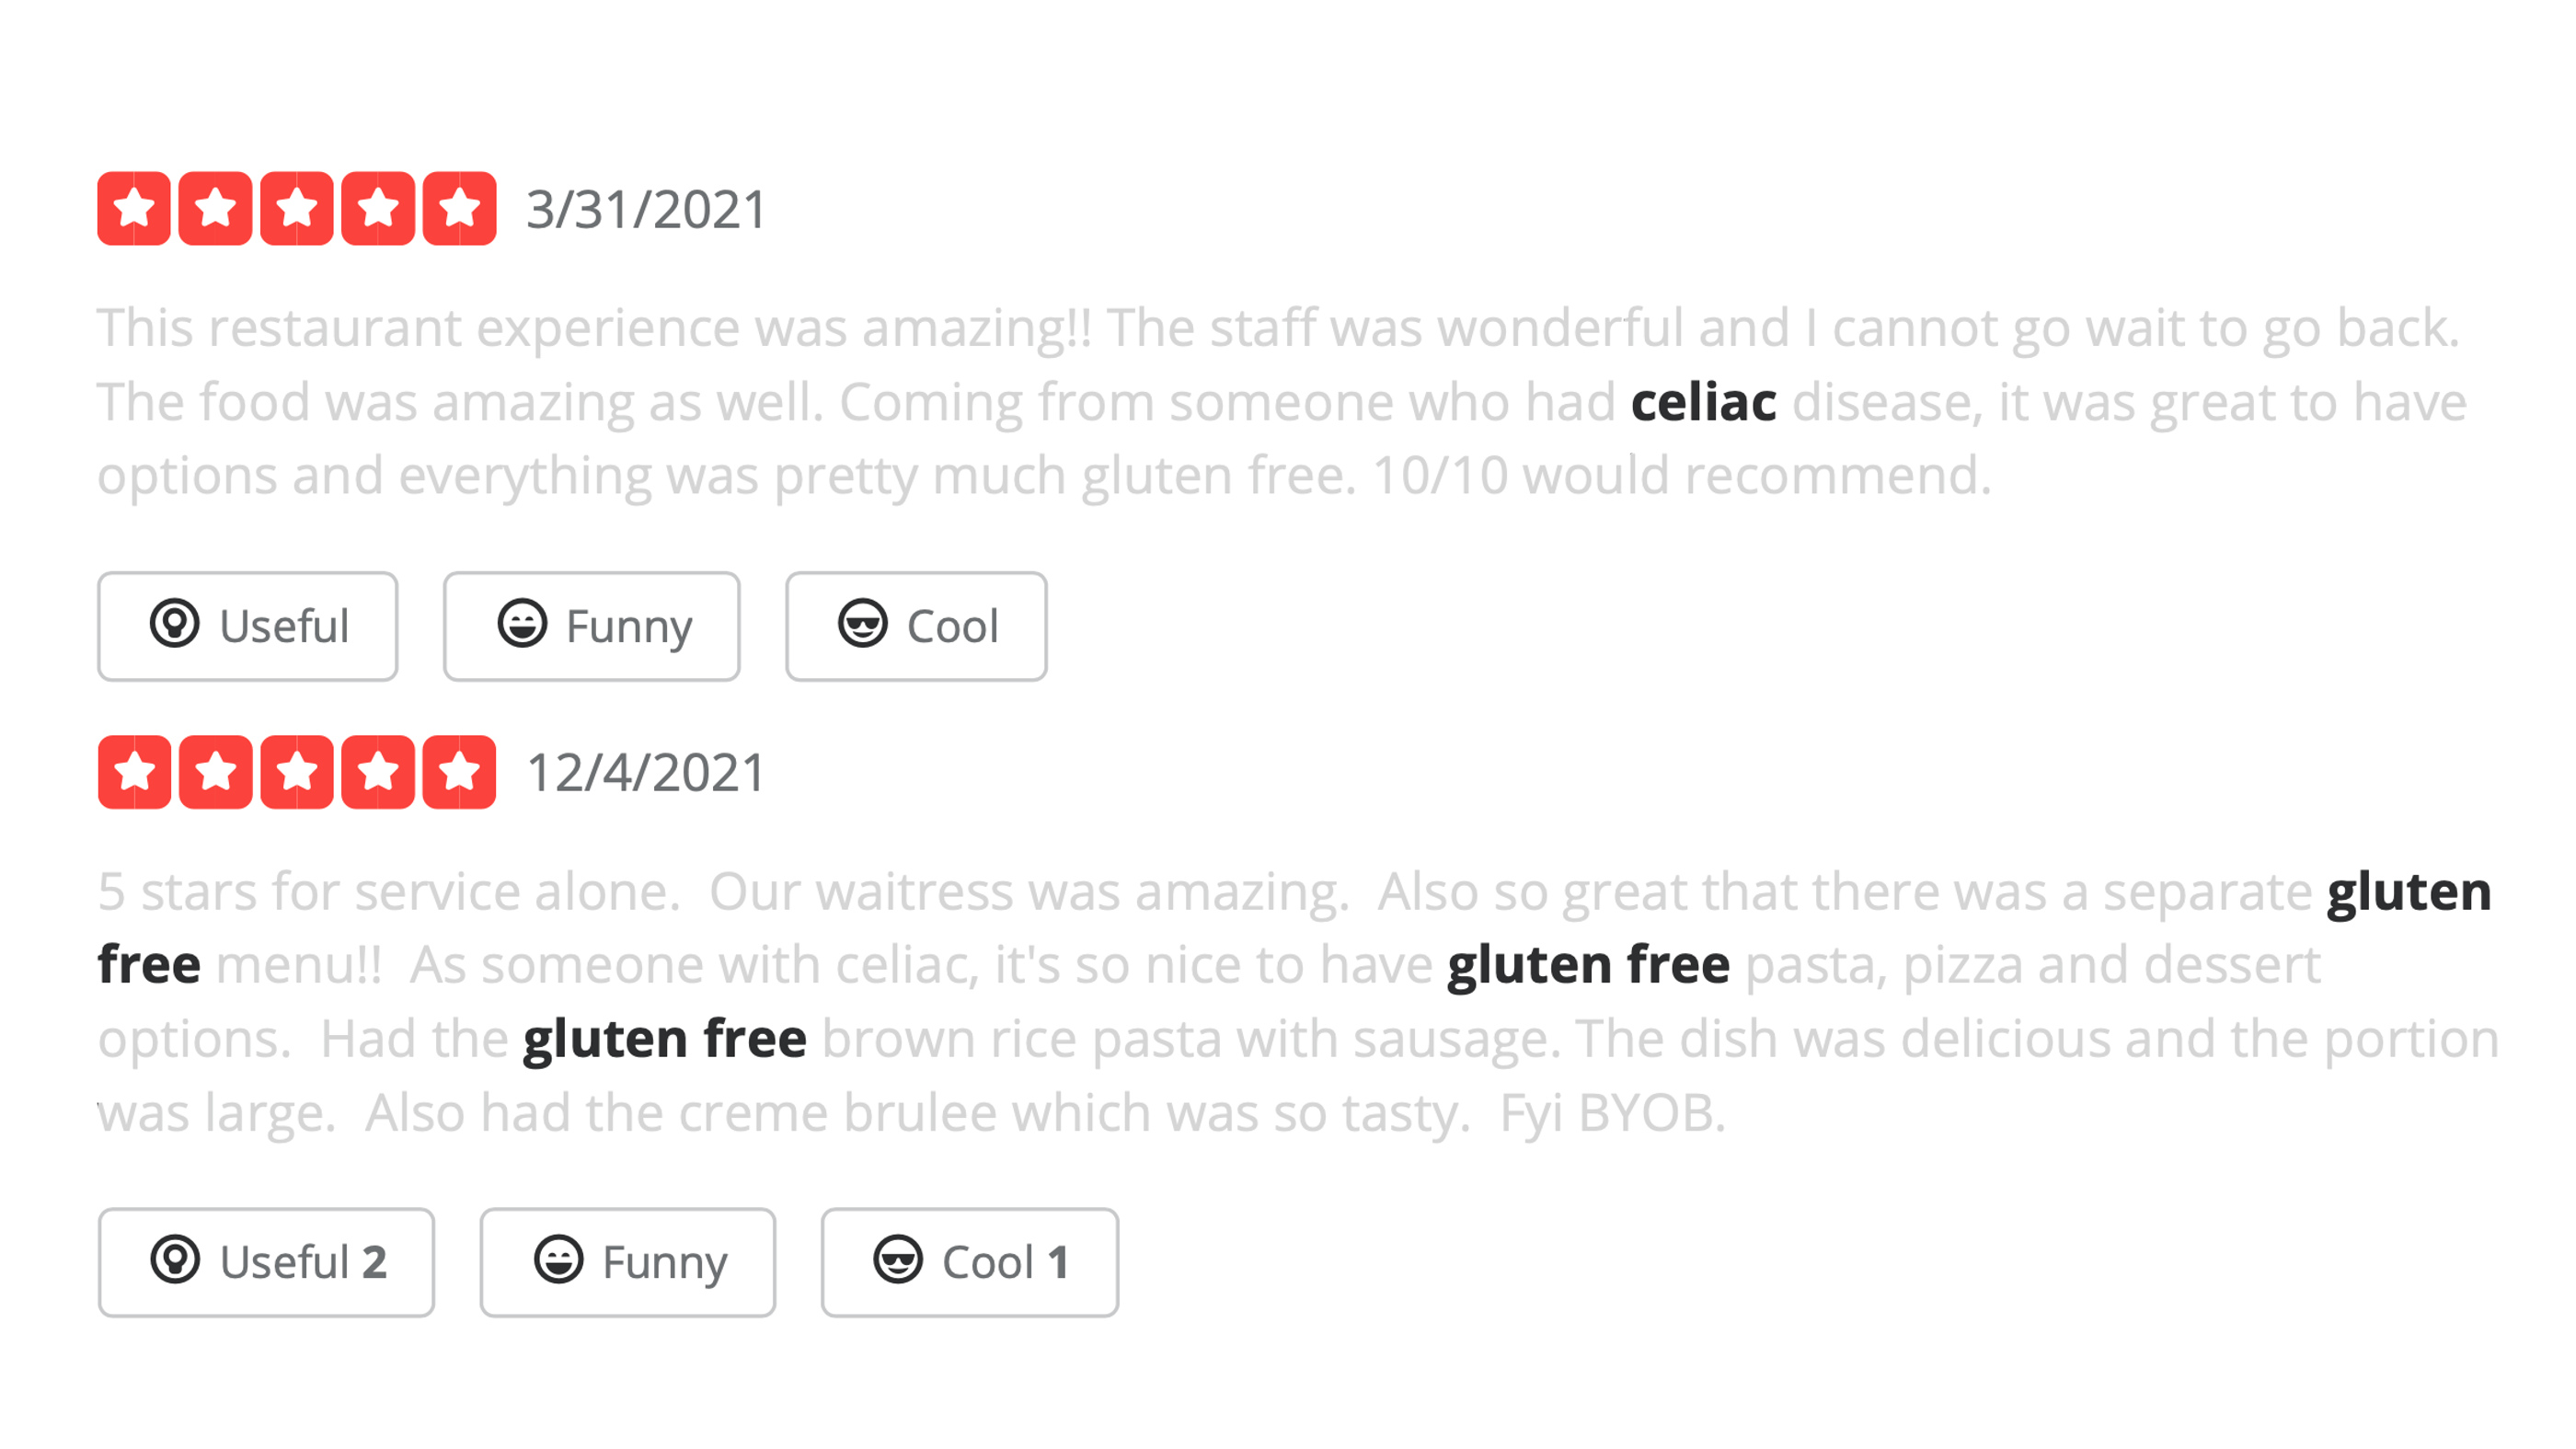 3/31/2021
This restaurant experience was amazing!! The staff was wonderful and I cannot go wait to go back.
The food was amazing as well. Coming from someone who had celiac disease, it was great to have
options and everything was pretty much gluten free. 10/10 would recommend.
Useful Funny Cool
12/4/2021
5 stars for service alone.  Our waitress was amazing.  Also so great that there was a separate gluten
free menu!!  As someone with celiac, it's so nice to have gluten free pasta, pizza and dessert
options.  Had the gluten free brown rice pasta with sausage. The dish was delicious and the portion
was large.  Also had the creme brulee which was so tasty.  Fyi BYOB.
Useful 2 Funny Cool 1